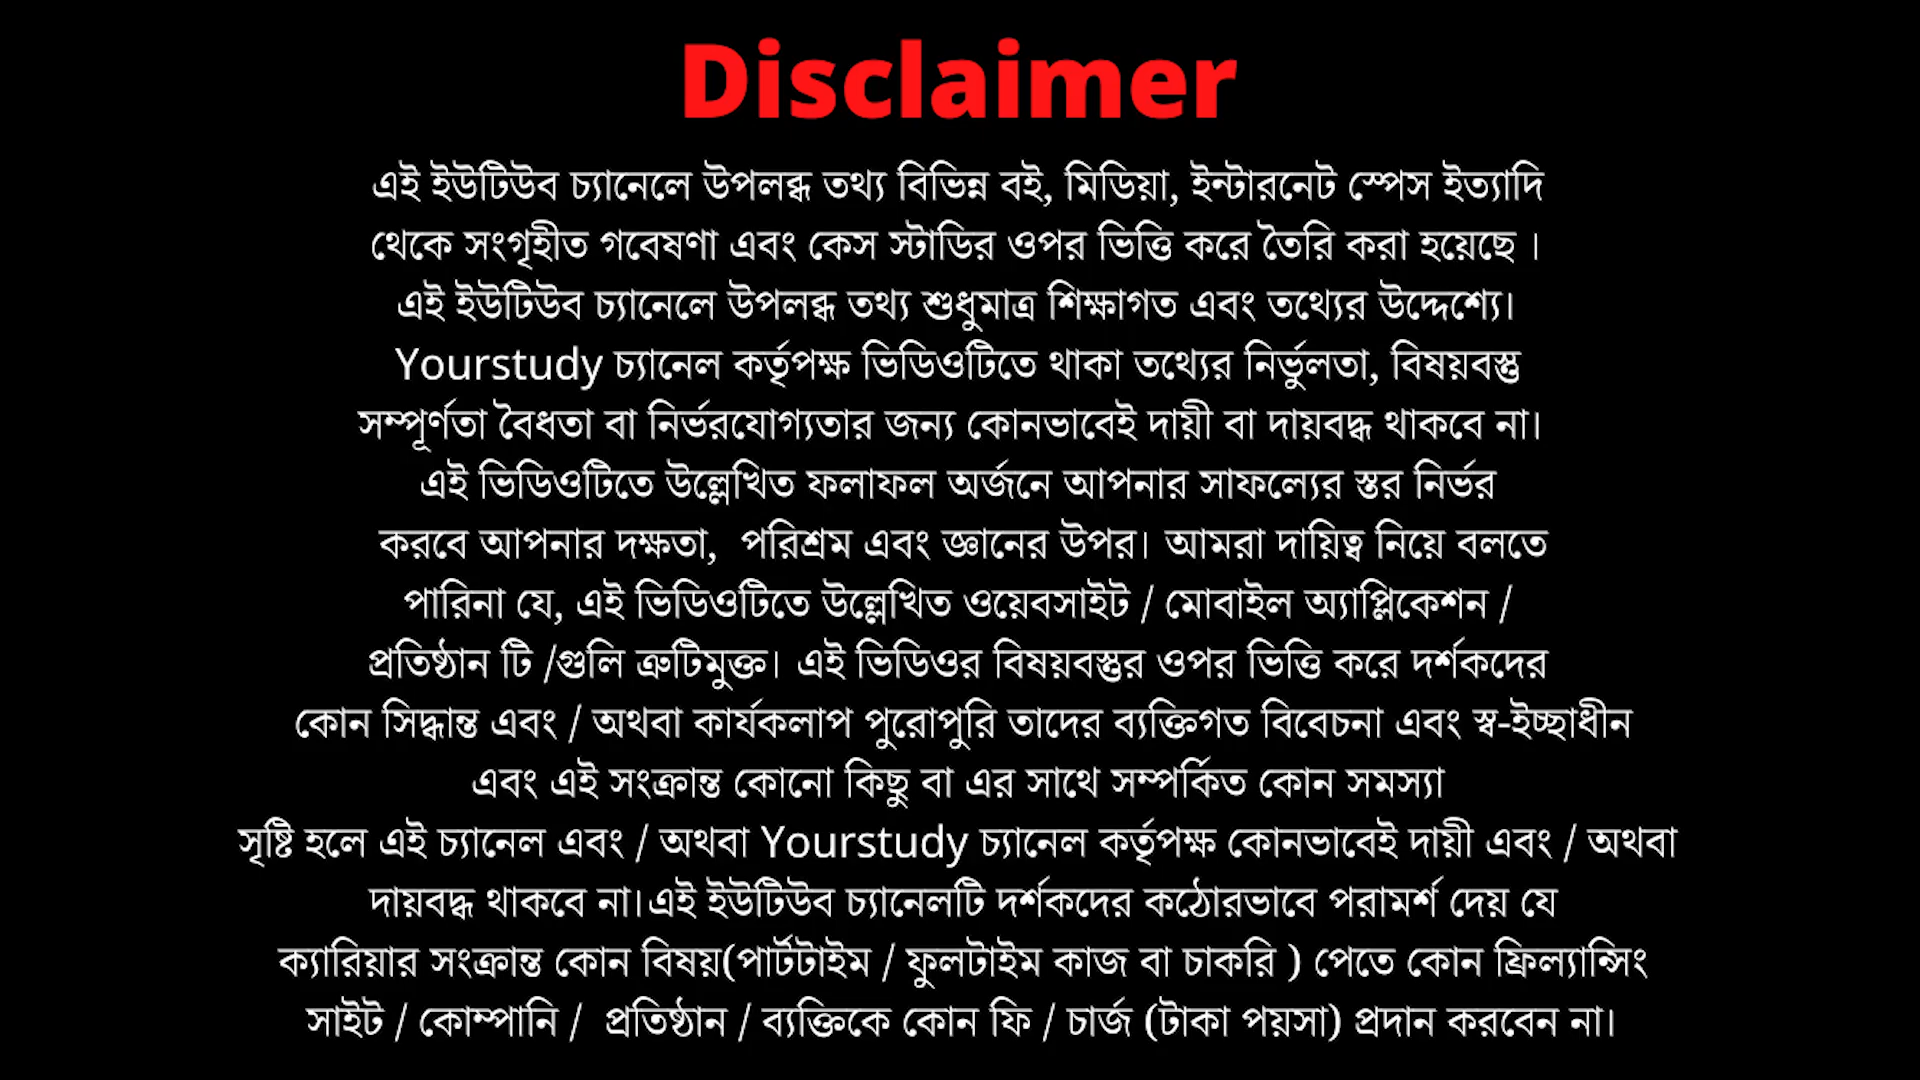 Disclaimer
এই ইউটিউব চ্যানেলে উপলব্ধ তথ্য বিভিন্ন বই, মিডিয়া, ইন্টারনেট স্পেস ইত্যাদি
থেকে সংগৃহীত গবেষণা এবং কেস স্টাডির ওপর ভিত্তি করে তৈরি করা হয়েছে ।
এই ইউটিউব চ্যানেলে উপলব্ধ তথ্য শুধুমাত্র শিক্ষাগত এবং তথ্যের উদ্দেশ্যে।
Yourstudy চ্যানেল কর্তৃপক্ষ ভিডিওটিতে থাকা তথ্যের নির্ভুলতা, বিষয়বস্তু
সম্পূর্ণতা বৈধতা বা নির্ভরযোগ্যতার জন্য কোনভাবেই দায়ী বা দায়বদ্ধ থাকবে না।
এই ভিডিওটিতে উল্লেখিত ফলাফল অর্জনে আপনার সাফল্যের স্তর নির্ভর
করবে আপনার দক্ষতা,  পরিশ্রম এবং জ্ঞানের উপর। আমরা দায়িত্ব নিয়ে বলতে
পারিনা যে, এই ভিডিওটিতে উল্লেখিত ওয়েবসাইট / মোবাইল অ্যাপ্লিকেশন /
প্রতিষ্ঠান টি /গুলি ত্রুটিমুক্ত। এই ভিডিওর বিষয়বস্তুর ওপর ভিত্তি করে দর্শকদের
কোন সিদ্ধান্ত এবং / অথবা কার্যকলাপ পুরোপুরি তাদের ব্যক্তিগত বিবেচনা এবং স্ব-ইচ্ছাধীন
এবং এই সংক্রান্ত কোনো কিছু বা এর সাথে সম্পর্কিত কোন সমস্যা
সৃষ্টি হলে এই চ্যানেল এবং / অথবা Yourstudy চ্যানেল কর্তৃপক্ষ কোনভাবেই দায়ী এবং / অথবা
দায়বদ্ধ থাকবে না।এই ইউটিউব চ্যানেলটি দর্শকদের কঠোরভাবে পরামর্শ দেয় যে
ক্যারিয়ার সংক্রান্ত কোন বিষয়(পার্টটাইম / ফুলটাইম কাজ বা চাকরি ) পেতে কোন ফ্রিল্যান্সিং
সাইট / কোম্পানি /  প্রতিষ্ঠান / ব্যক্তিকে কোন ফি / চার্জ (টাকা পয়সা) প্রদান করবেন না।